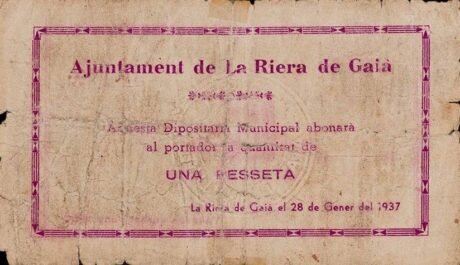 Ajuntament de La Riera de Gaià
Aquesta Dipositaria Municipal abonarà
al portador la quantitat de
UNA PESSETA
La Riera de Gaià el 28 de Gener del 1937